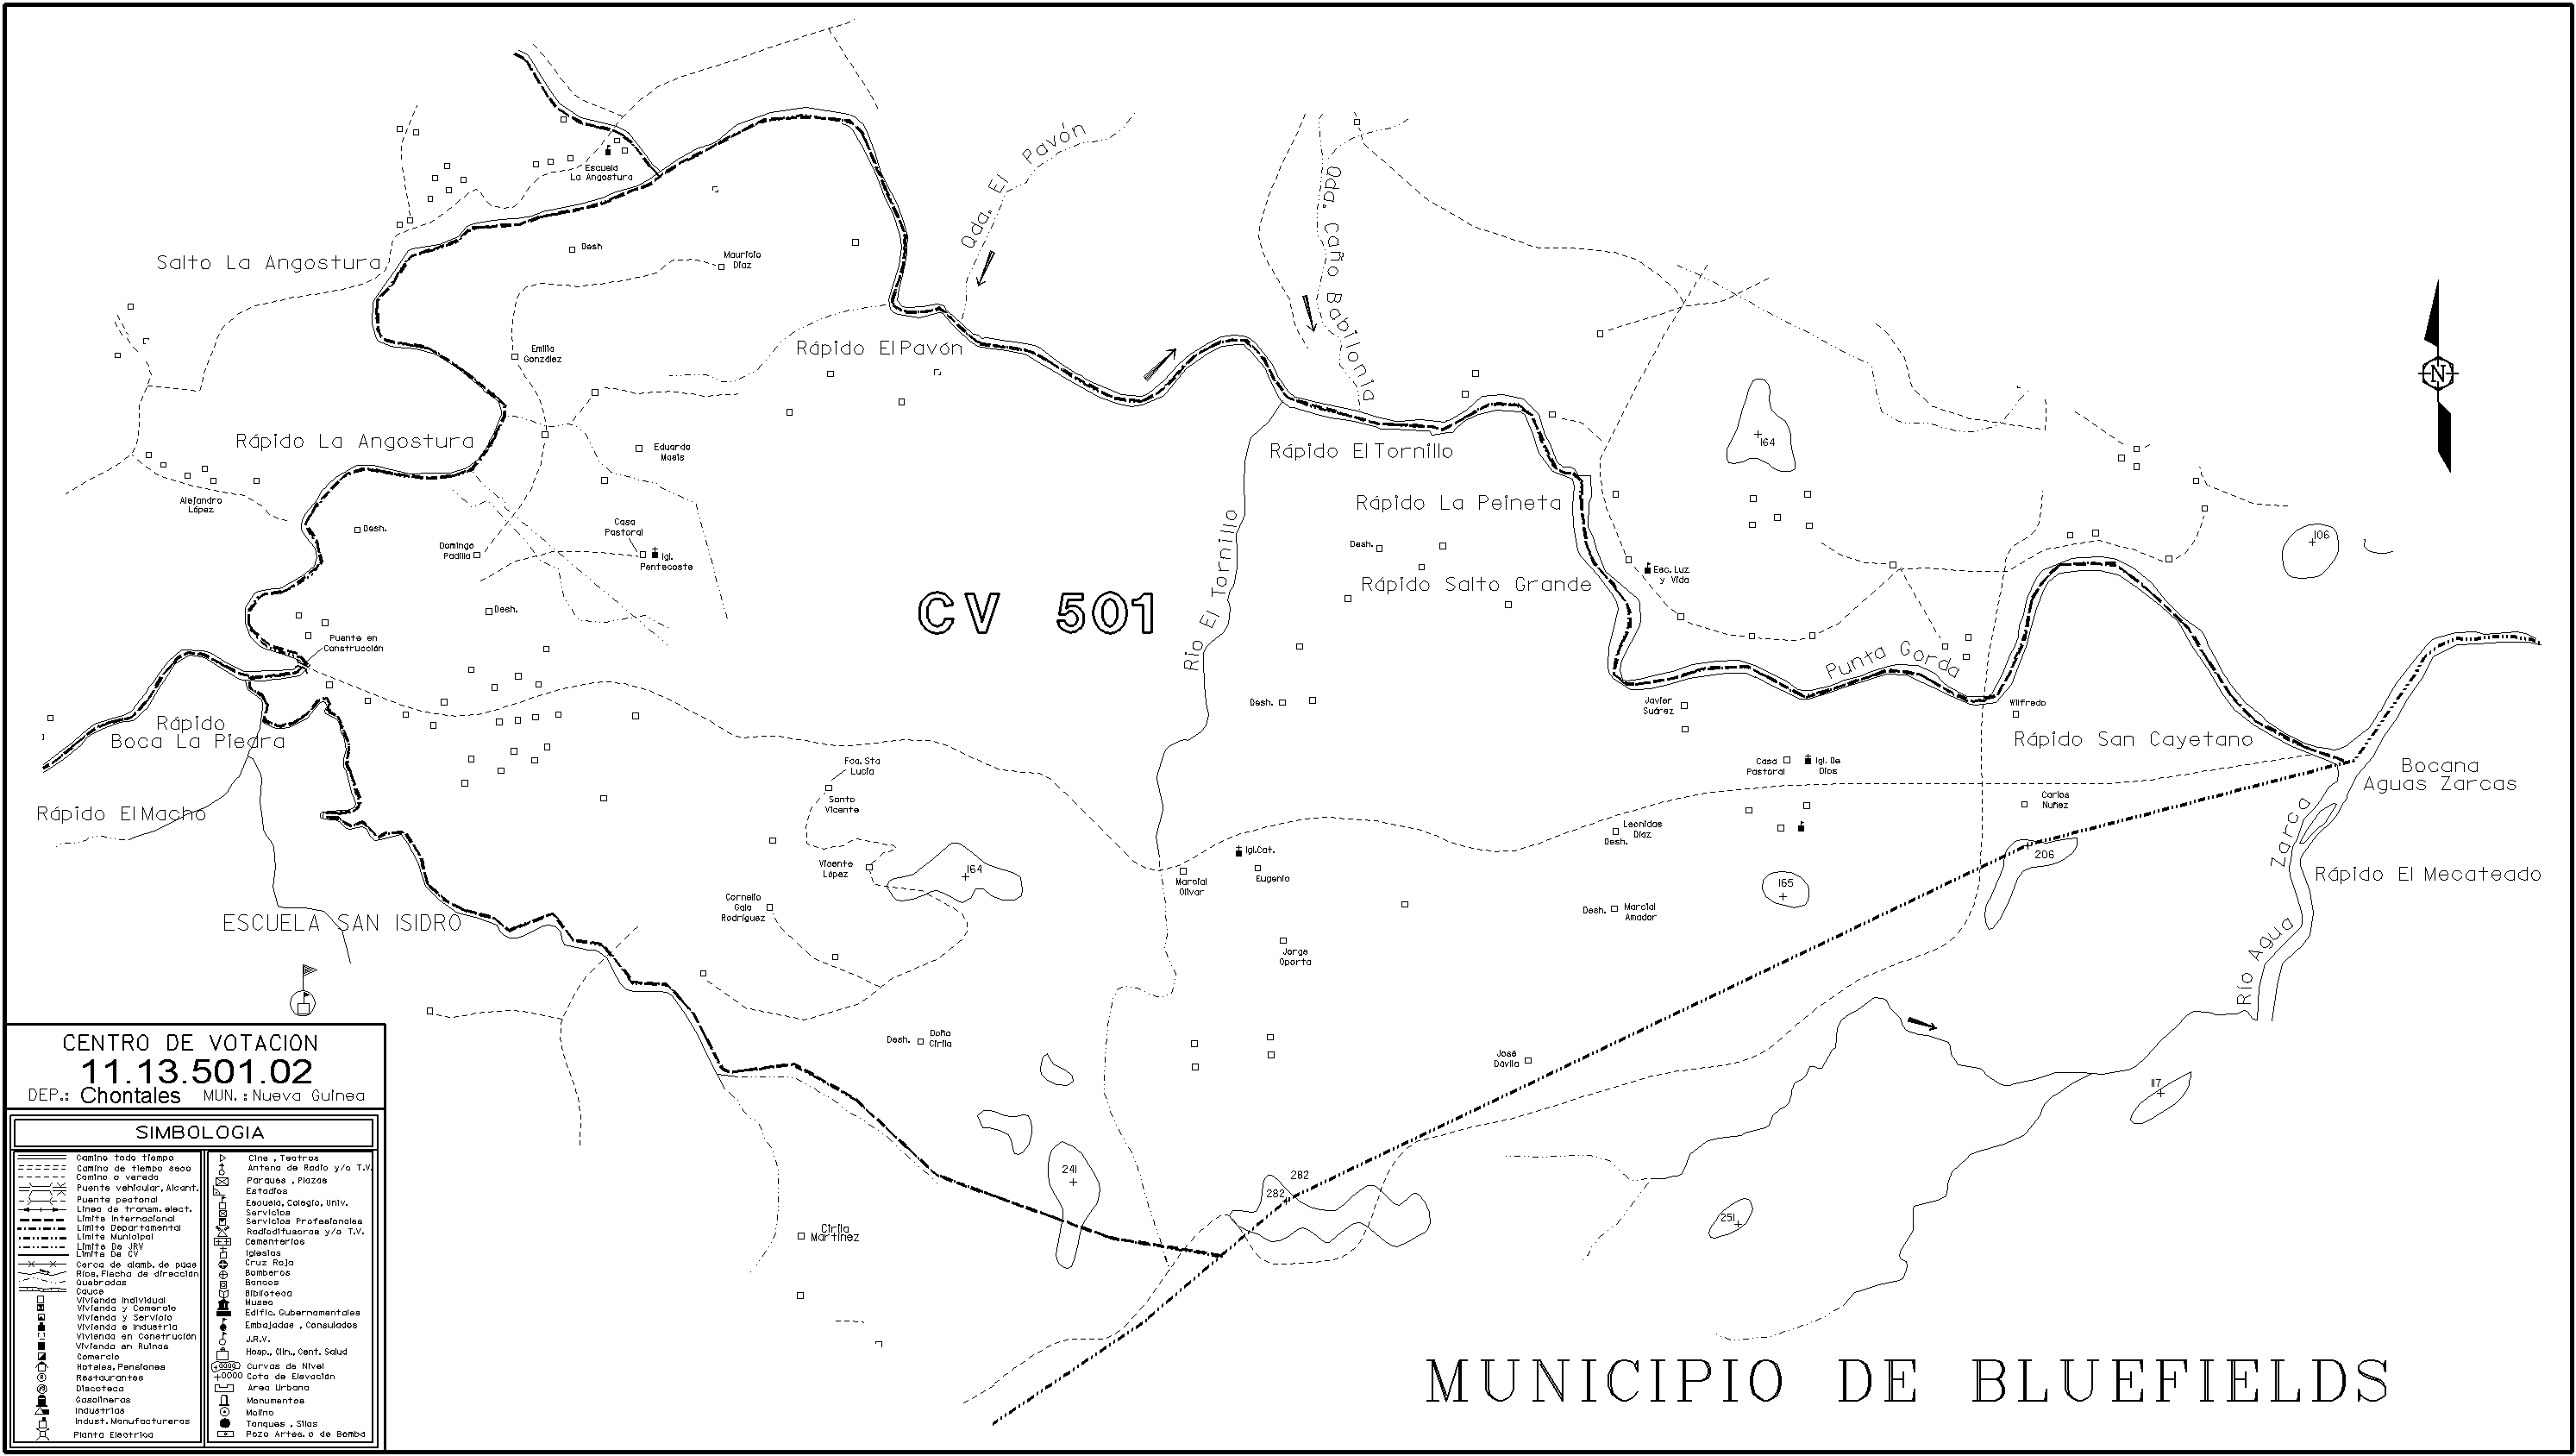 Qda. El Pavón
Qda. Caño Babilonia
Escuela
La Angostura
Salto La Angostura
Desh
Mauricio
Díaz
Rápido El Pavón
Emilia
González
Rápido La Angostura
Eduardo
Masis
Rápido El Tornillo
164
N
Alejandro
López
Rápido La Peineta
Desh.
Casa
Pastoral
Domingo
Padilla
Igl.
Pentecoste
Río El Tornillo
Desh.
106
Esc. Luz
y Vida
Rápido Salto Grande
CV 501
Desh.
Puente en
Construcción
Punta Gorda
Rápido
Boca La Piedra
Desh.
Javier
Suárez
Wilfredo
Rápido San Cayetano
Bocana
Aguas Zarcas
Fca. Sta
Lucía
Casa
Pastoral
Igl. De
Dios
Santo
Vicente
Carlos
Nuñez
Rápido El Macho
Leonidas
Díaz
Desh.
Igl.Cat.
206
Vicente
López
164
Marcial
Olivar
Eugenio
165
Rápido El Mecateado
Cornelio
Gala
Rodríguez
Desh.
Marcial
Amador
ESCUELA SAN ISIDRO
Jorge
Oporta
Río Agua Zarca
Desh.
Doña
Cirila
José
Dávila
117
241
282
282
251
Cirila
Martínez
CENTRO DE VOTACION
11.13.501.02
DEP.: Chontales MUN.: Nueva Guinea
SIMBOLOGIA
Camino todo tiempo
Camino de tiempo seco
Camino o vereda
Puente vehicular, Alcant.
Puente peatonal
Linea de transm. elect.
Limite Internacional
Limite Departamental
Limite Municipal
Limite De JRV
Limite De CV
Cerca de alamb. de púas
Ríos, Flecha de dirección
Quebradas
Cauce
Vivienda Individual
Vivienda y Comercio
Vivienda y Servicio
Vivienda e Industria
Vivienda en Construción
Vivienda en Ruinas
Comercio
Hoteles, Pensiones
Restaurantes
Discoteca
Gasolineras
Industrias
Indust. Manufactureras
Planta Electrica
Cine , Teatros
Antena de Radio y/o T.V.
Parques , Plazas
Estadios
Escuela, Colegio, Univ.
Servicios
Servicios Profesionales
Radiodifusoras y/o T.V.
Cementerios
Iglesias
Cruz Roja
Bomberos
Bancos
Biblioteca
Museo
Edific. Gubernamentales
Embajadas , Consulados
J.R.V.
Hosp., Clin., Cent. Salud
Curvas de Nivel
+0000 Cota de Elevación
Area Urbana
Monumentos
Molino
Tanques , Silos
Pozo Artes. o de Bomba
MUNICIPIO DE BLUEFIELDS